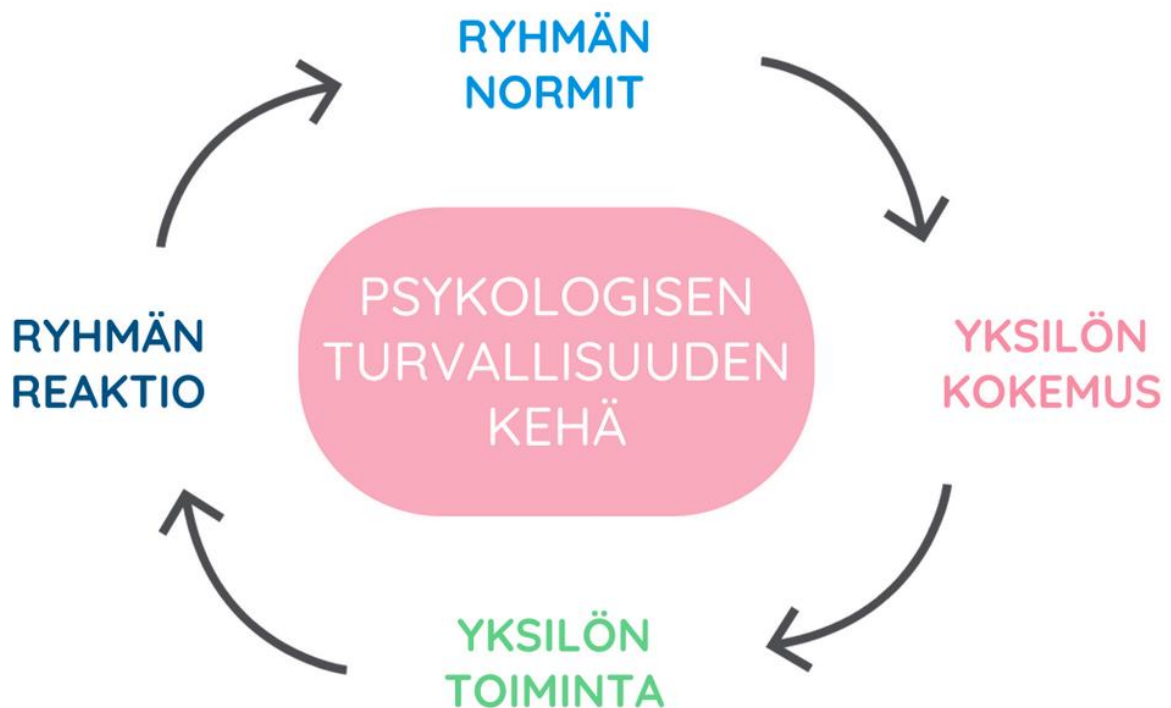 RYHMÄN
NORMIT
YKSILÖN
KOKEMUS
YKSILÖN
TOIMINTA
RYHMÄN
REAKTIO
PSYKOLOGISEN
TURVALLISUUDEN
KEHÄ